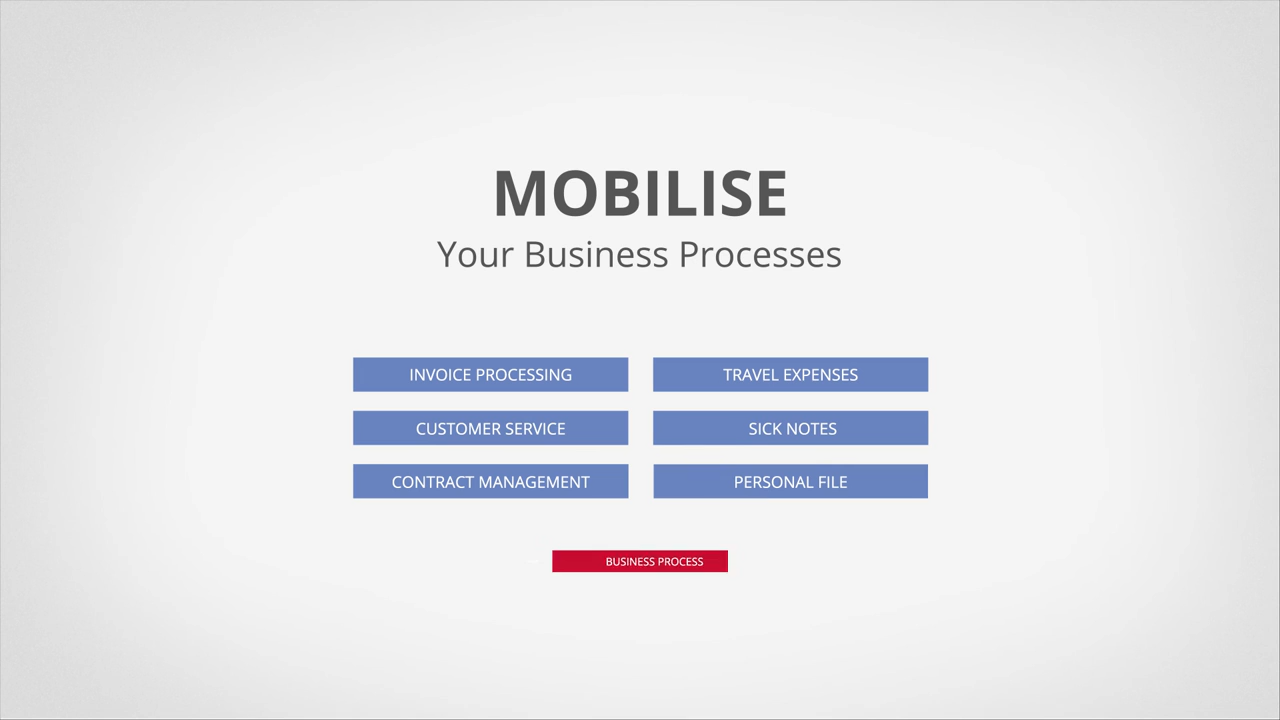 MOBILISE
Your Business Processes
INVOICE PROCESSING
TRAVEL EXPENSES
CUSTOMER SERVICE
SICK NOTES
CONTRACT MANAGEMENT
PERSONAL FILE
BUSINESS PROCESS